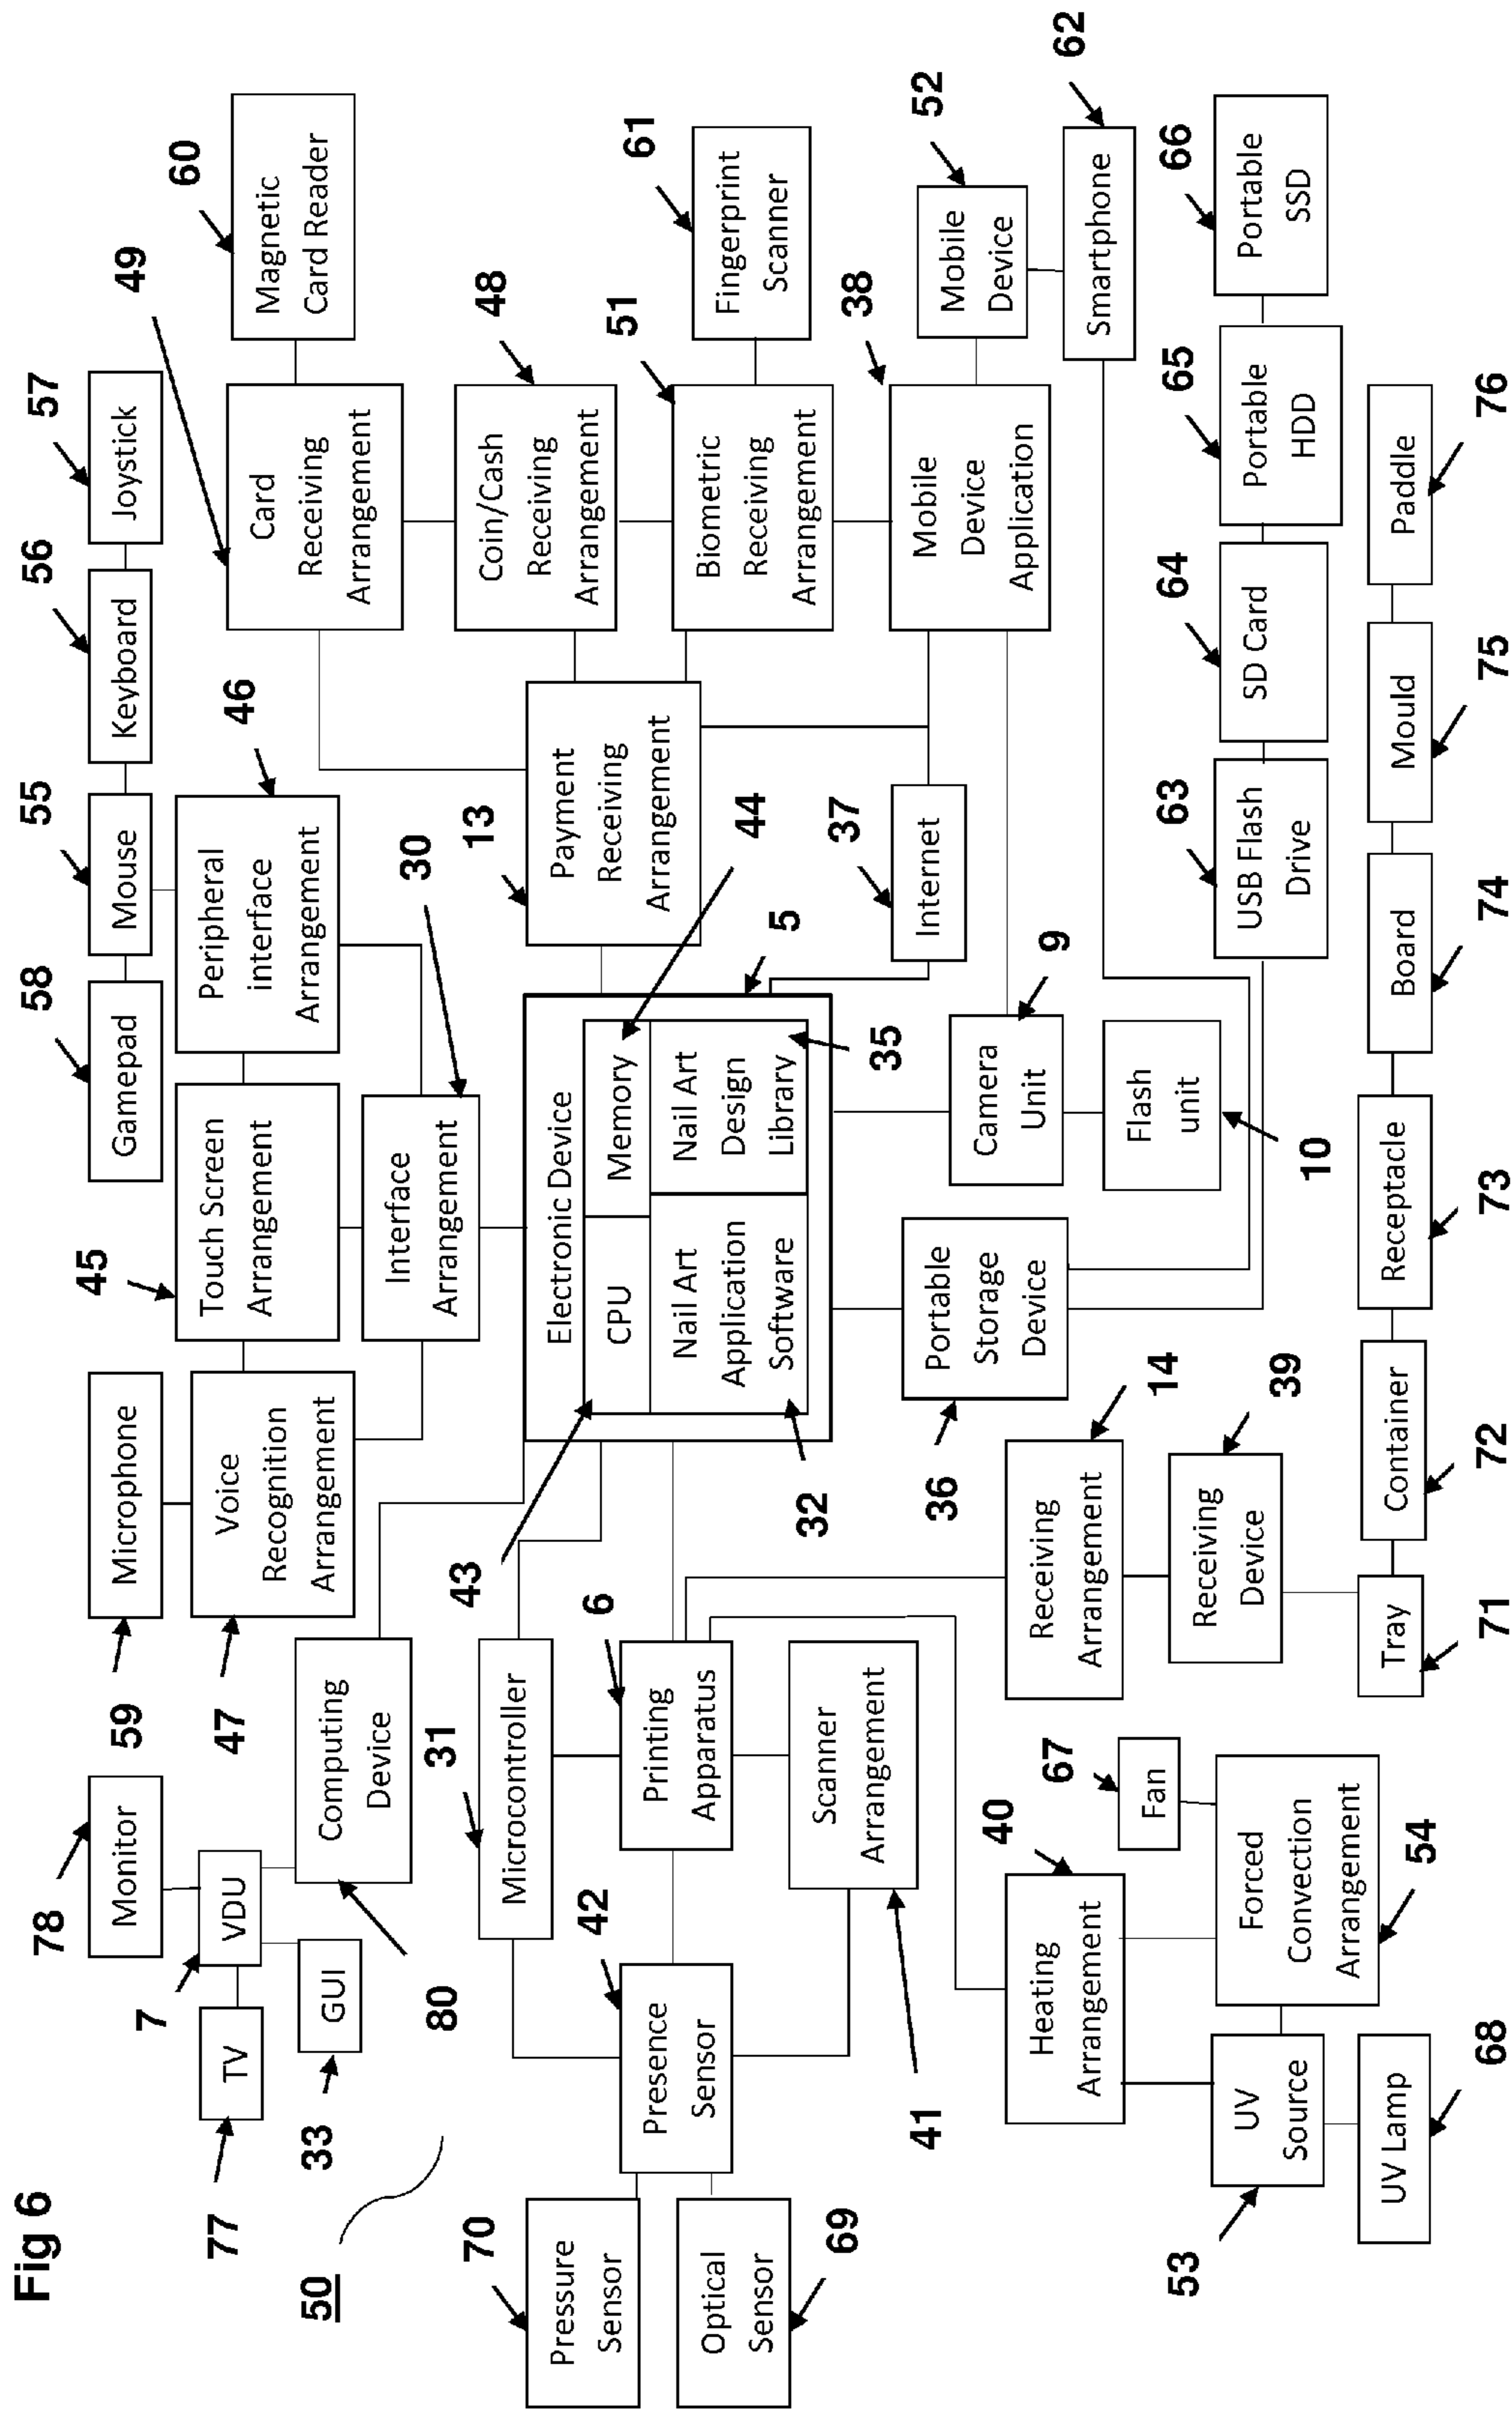 Fig 6
78
59
58
55
56
57
7
77
Monitor
Microphone
45
Gamepad
Mouse
Keyboard
Joystick
49
60
TV
VDU
47
Voice
Recognition
Arrangement
Touch Screen
Arrangement
Peripheral
interface
Arrangement
46
Card
Receiving
Arrangement
Magnetic
Card Reader
50
33
GUI
80
Computing
Device
Interface
Arrangement
30
70
31
43
13
48
Pressure
Sensor
Microcontroller
Electronic Device
CPU
Memory
Nail Art
Application
Software
Nail Art
Design
Library
Payment
Receiving
Arrangement
Coin/Cash
Receiving
Arrangement
42
6
44
51
61
Presence
Sensor
Printing
Apparatus
5
Biometric
Receiving
Arrangement
Fingerprint
Scanner
Optical
Sensor
69
41
Scanner
Arrangement
32
35
37
38
52
36
Portable
Storage
Device
Internet
Mobile
Device
Application
Mobile
Device
40
Heating
Arrangement
Receiving
Arrangement
14
Camera
Unit
9
Smartphone
62
67
Fan
Flash
unit
10
53
UV
Source
Forced
Convection
Arrangement
54
Receiving
Device
39
63
64
65
66
USB Flash
Drive
SD Card
Portable
HDD
Portable
SSD
UV Lamp
68
Tray
Container
Receptacle
Board
Mould
Paddle
71
72
73
74
75
76